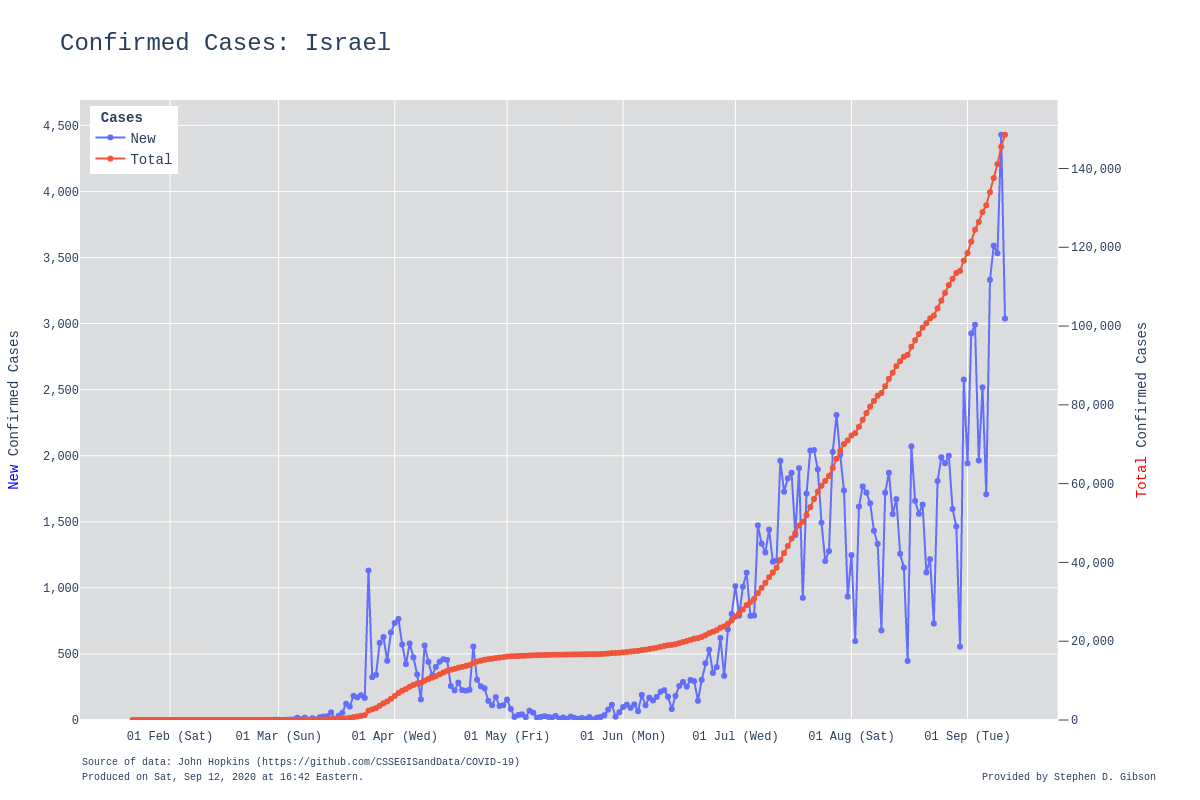 Confirmed Cases: Israel
Cases
New
Total
4,500
4,000
3,500
3,000
2,500
2,000
1,500
1,000
500
0
New Confirmed Cases
140,000
120,000
100,000
80,000
60,000
40,000
20,000
0
Total Confirmed Cases
01 Feb (Sat) 01 Mar (Sun) 01 Apr (Wed) 01 May (Fri) 01 Jun (Mon) 01 Jul (Wed) 01 Aug (Sat) 01 Sep (Tue)
Source of data: John Hopkins (https://github.com/CSSEGISandData/COVID-19)
Produced on Sat, Sep 12, 2020 at 16:42 Eastern.
Provided by Stephen D. Gibson